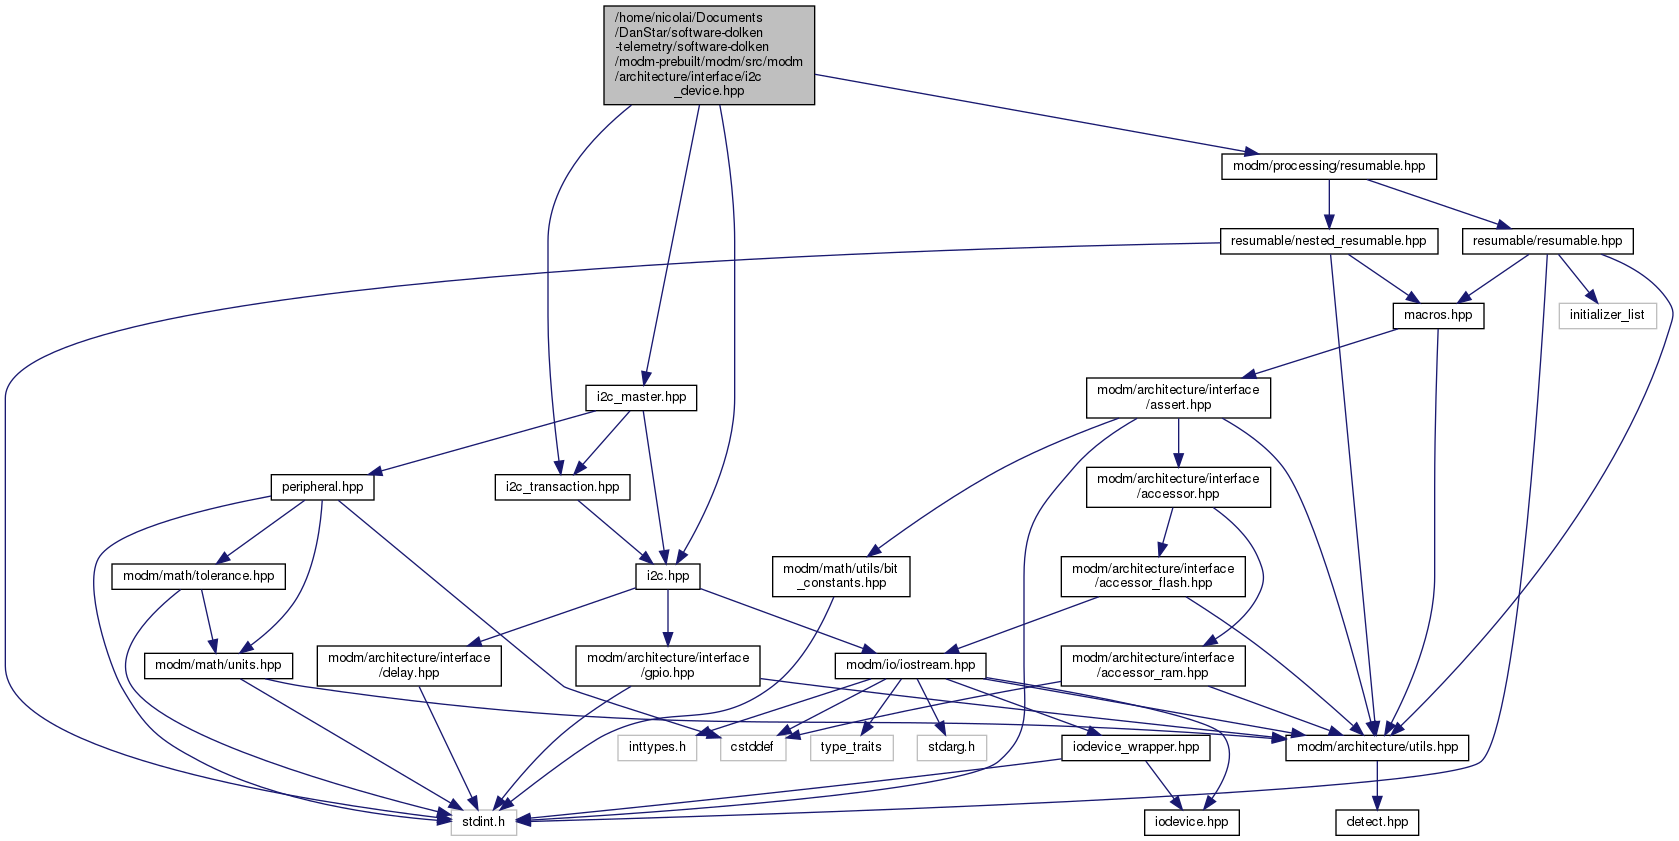 /home/nicolai/Documents
/DanStar/software-dolken
-telemetry/software-dolken
/modm-prebuilt/modm/src/modm
/architecture/interface/i2c
_device.hpp
modm/processing/resumable.hpp
resumable/nested_resumable.hpp
resumable/resumable.hpp
macros.hpp
initializer_list
i2c_master.hpp
modm/architecture/interface
/assert.hpp
peripheral.hpp
i2c_transaction.hpp
modm/architecture/interface
/accessor.hpp
modm/math/tolerance.hpp
i2c.hpp
modm/math/utils/bit
_constants.hpp
modm/architecture/interface
/accessor_flash.hpp
modm/math/units.hpp
modm/architecture/interface
/delay.hpp
modm/architecture/interface
/gpio.hpp
modm/io/iostream.hpp
modm/architecture/interface
/accessor_ram.hpp
inttypes.h
cstddef
type_traits
stdarg.h
iodevice_wrapper.hpp
modm/architecture/utils.hpp
stdint.h
iodevice.hpp
detect.hpp